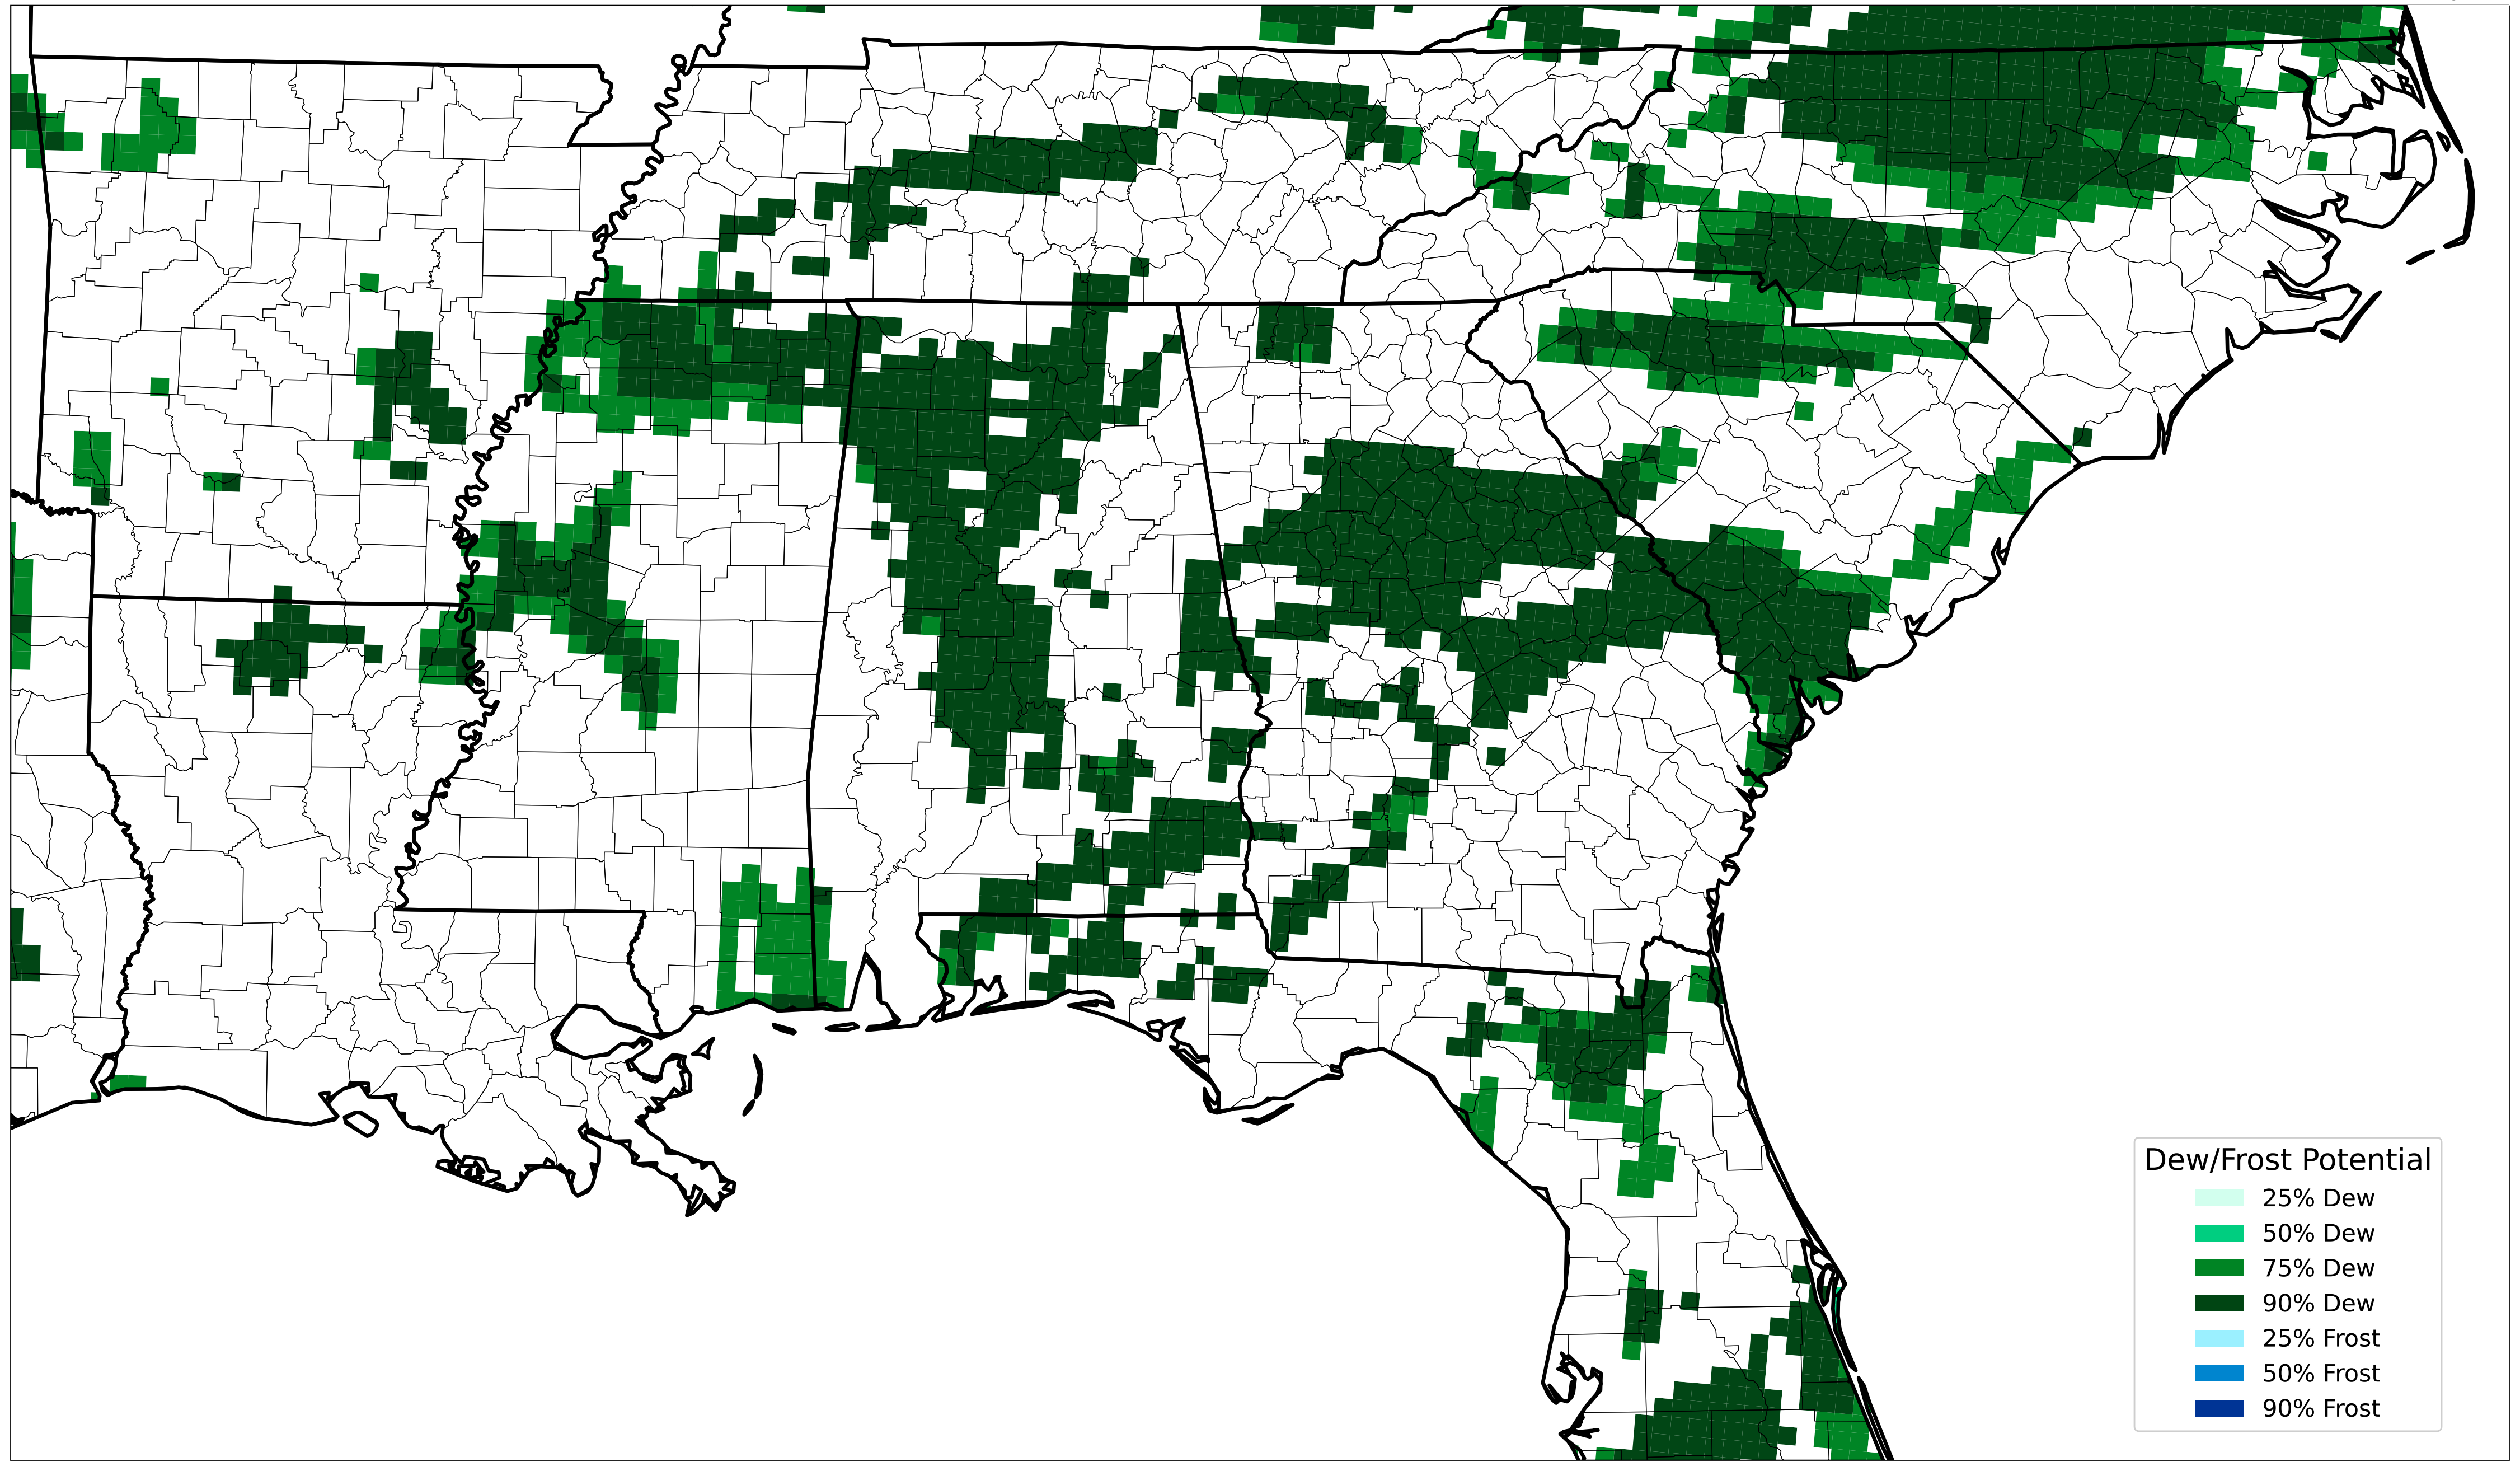 Dew/Frost Potential
25% Dew
50% Dew
75% Dew
90% Dew
25% Frost
50% Frost
90% Frost